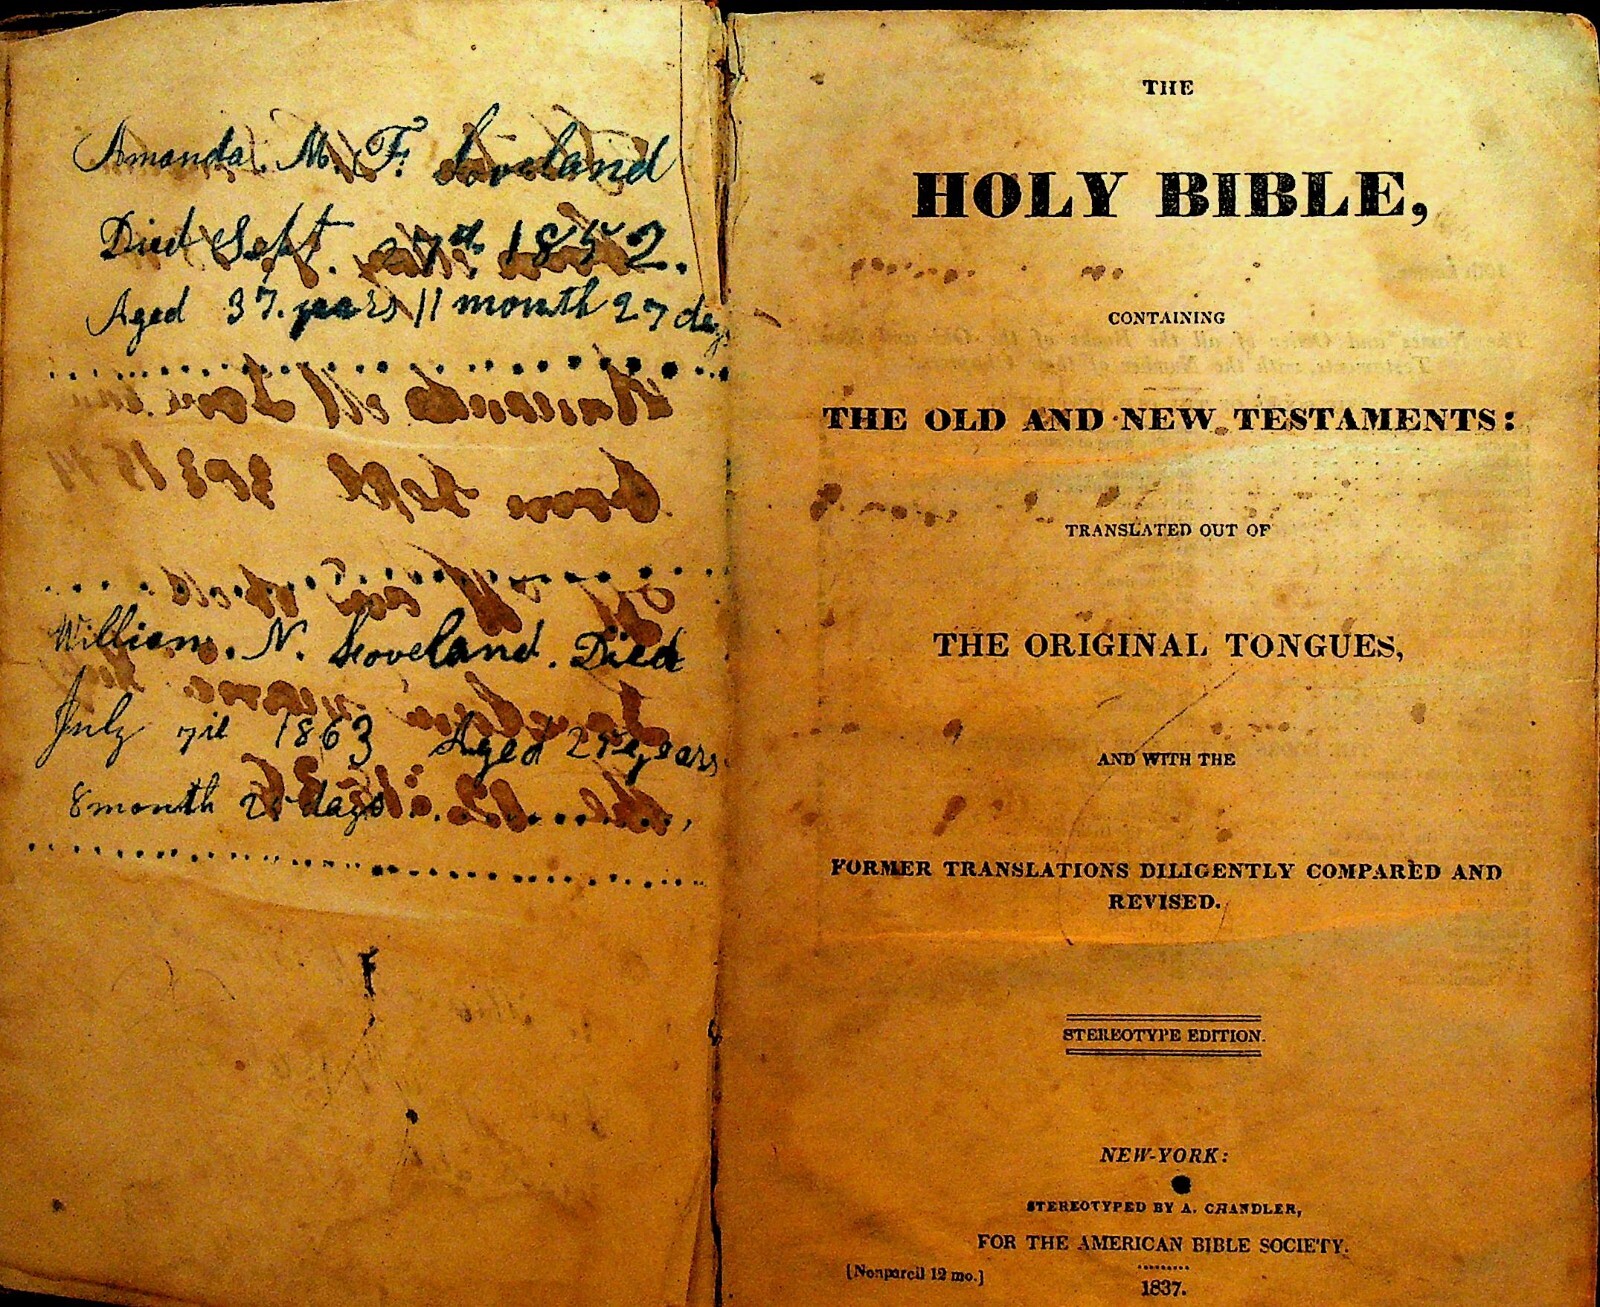 Amanda. M. F. Loveland
Died Sept. 27th. 1852.
Aged 37. years 11 month 27 days
William. N. Loveland. Died
July 7th 1863 Aged 25 years
8 month 25 days
THE
HOLY BIBLE,
CONTAINING
THE OLD AND NEW TESTAMENTS:
TRANSLATED OUT OF
THE ORIGINAL TONGUES,
AND WITH THE
FORMER TRANSLATIONS DILIGENTLY COMPARED AND
REVISED.
STEREOTYPE EDITION.
NEW-YORK:
STEREOTYPED BY A. CHANDLER,
FOR THE AMERICAN BIBLE SOCIETY.
[Nonpareil 12 mo.]
1837.